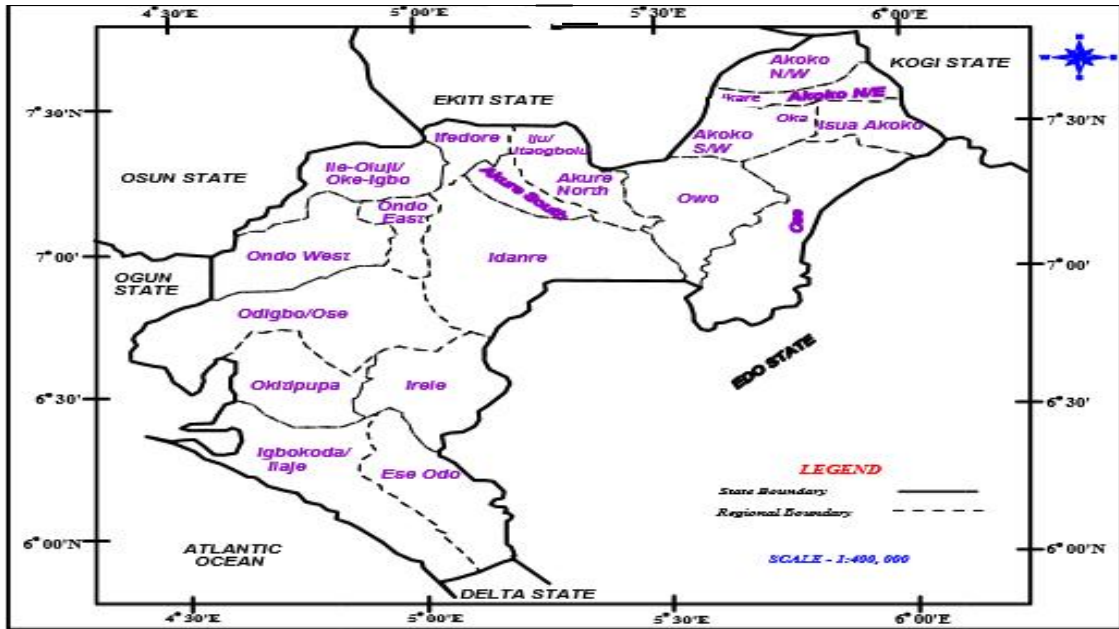 4° 30'E
5° 00'
5° 30'E
6° 00'
KOGI STATE
Akoko
N/W
Ikare
Akoko N/E
7° 30'
EKITI STATE
7° 30'N
Oka
Isua Akoko
Akoko
S/W
Ifedore
Iju/
Itaogbolu
Ile-Oluji/
Oke-Igbo
OSUN STATE
Akure South
Akure
North
Owo
Ose
Ondo
East
Ondo West
Idanre
7° 00'
7° 00'
OGUN
STATE
Odigbo/Ose
EDO STATE
Okitipupa
Irele
6° 30'
6° 30'N
Igbokoda/
Ilaje
Ese Odo
LEGEND
State Boundary
Regional Boundary
6° 00'N
6° 00'N
ATLANTIC
OCEAN
SCALE - 1:400, 000
DELTA STATE
4° 30'E
5° 00'
5° 30'E
6° 00'